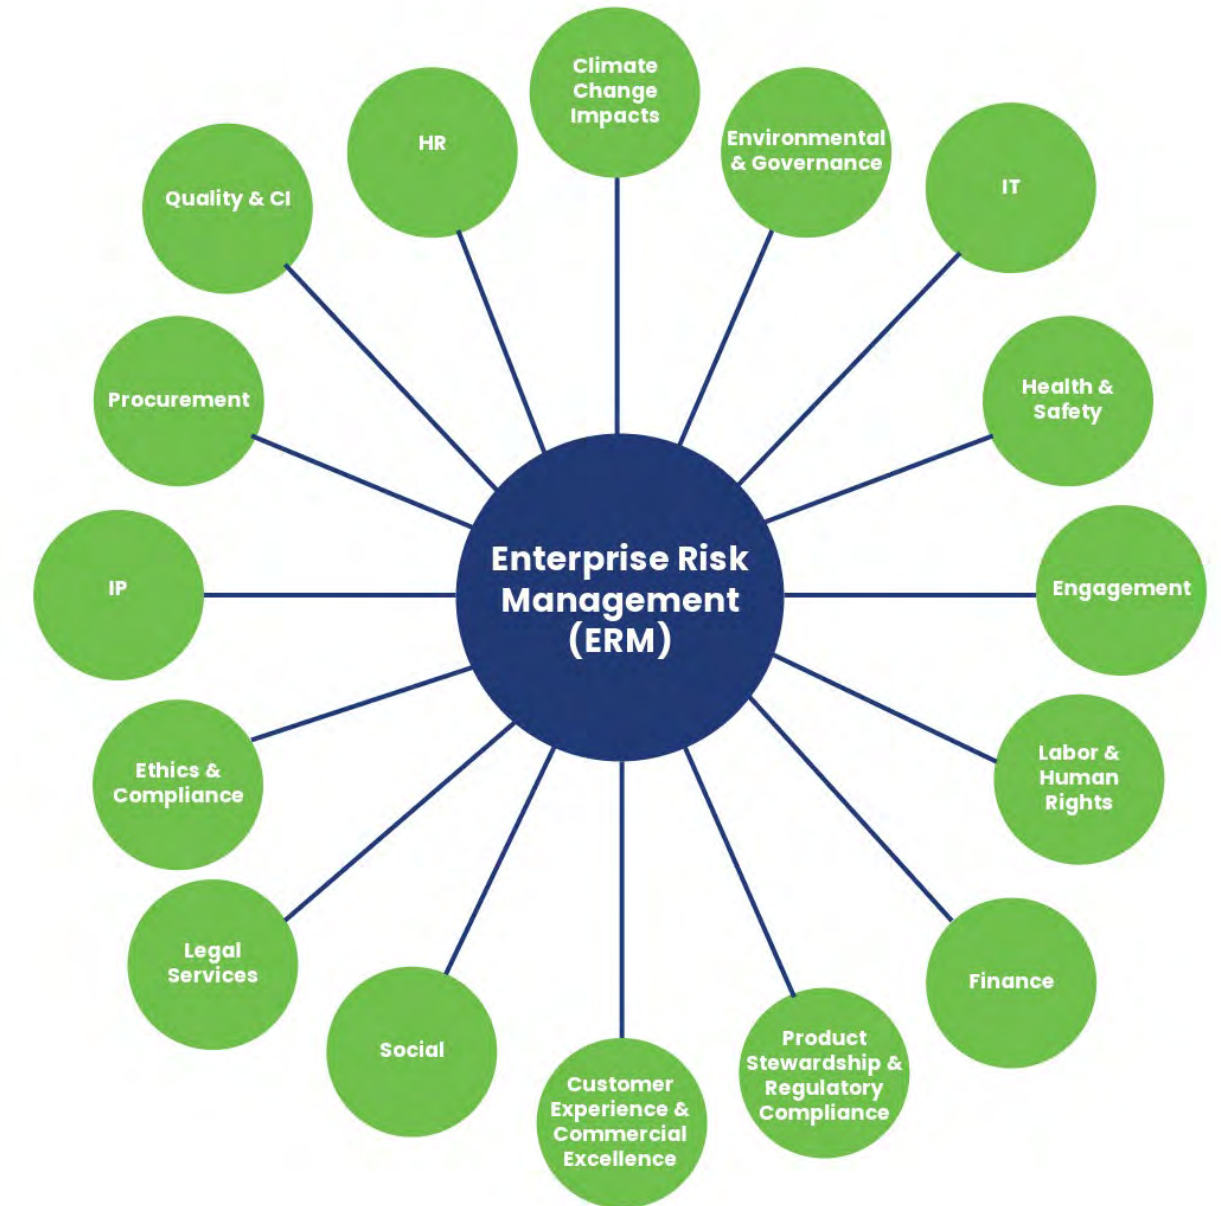 Climate
Change
Impacts
Environmental
& Governance
IT
Health &
Safety
Engagement
Labor &
Human
Rights
Finance
Product
Stewardship &
Regulatory
Compliance
Customer
Experience &
Commercial
Excellence
Social
Legal
Services
Ethics &
Compliance
IP
Procurement
Quality & CI
HR
Enterprise Risk
Management
(ERM)